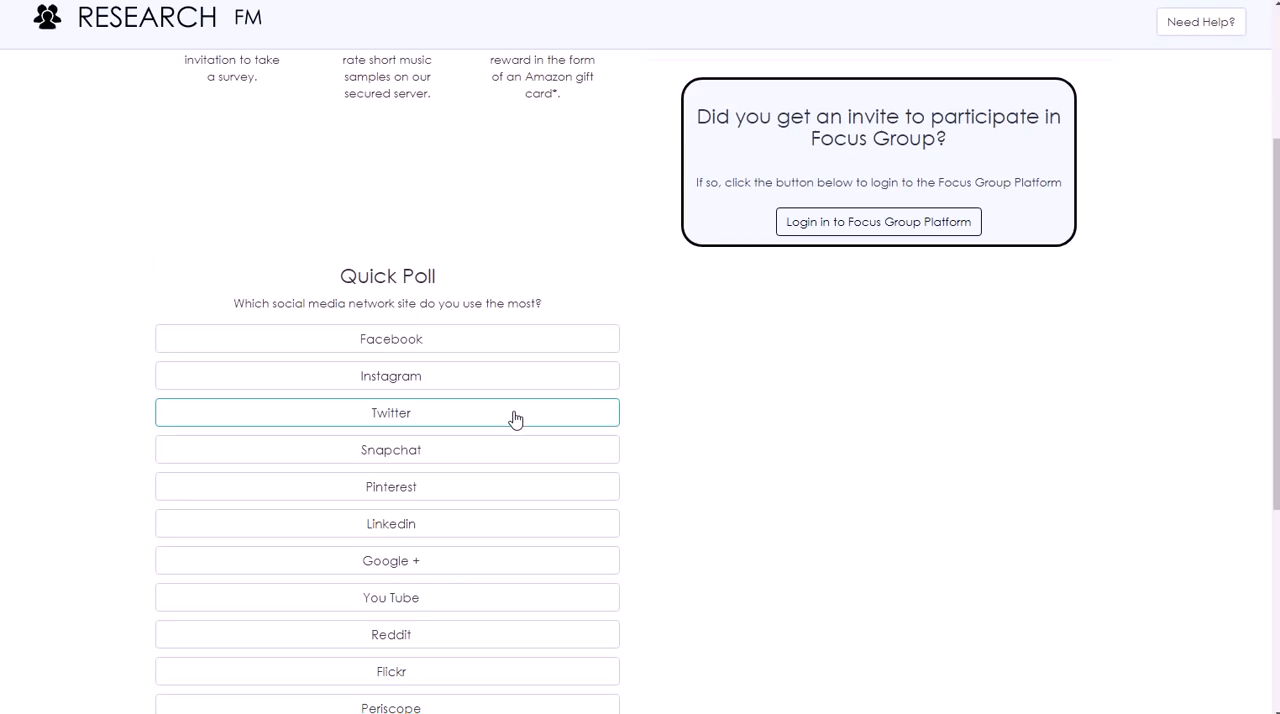 RESEARCH FM
Need Help?
invitation to take
a survey.
rate short music
samples on our
secured server.
reward in the form
of an Amazon gift
card*.
Did you get an invite to participate in
Focus Group?
If so, click the button below to login to the Focus Group Platform
Login in to Focus Group Platform
Quick Poll
Which social media network site do you use the most?
Facebook
Instagram
Twitter
Snapchat
Pinterest
Linkedin
Google +
You Tube
Reddit
Flickr
Periscope